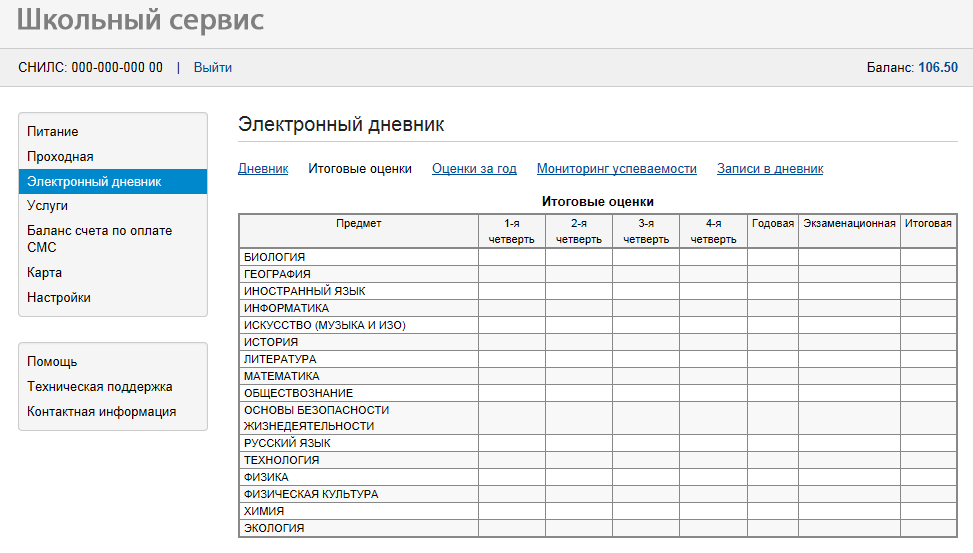 Школьный сервис
СНИЛС: 000-000-000 00 | Выйти
Баланс: 106.50
Питание
Проходная
Электронный дневник
Услуги
Баланс счета по оплате
СМС
Карта
Настройки
Помощь
Техническая поддержка
Контактная информация
Электронный дневник
Дневник Итоговые оценки Оценки за год Мониторинг успеваемости Записи в дневник
Итоговые оценки
Предмет 1-я четверть 2-я четверть 3-я четверть 4-я четверть Годовая Экзаменационная Итоговая
БИОЛОГИЯ
ГЕОГРАФИЯ
ИНОСТРАННЫЙ ЯЗЫК
ИНФОРМАТИКА
ИСКУССТВО (МУЗЫКА И ИЗО)
ИСТОРИЯ
ЛИТЕРАТУРА
МАТЕМАТИКА
ОБЩЕСТВОЗНАНИЕ
ОСНОВЫ БЕЗОПАСНОСТИ
ЖИЗНЕДЕЯТЕЛЬНОСТИ
РУССКИЙ ЯЗЫК
ТЕХНОЛОГИЯ
ФИЗИКА
ФИЗИЧЕСКАЯ КУЛЬТУРА
ХИМИЯ
ЭКОЛОГИЯ